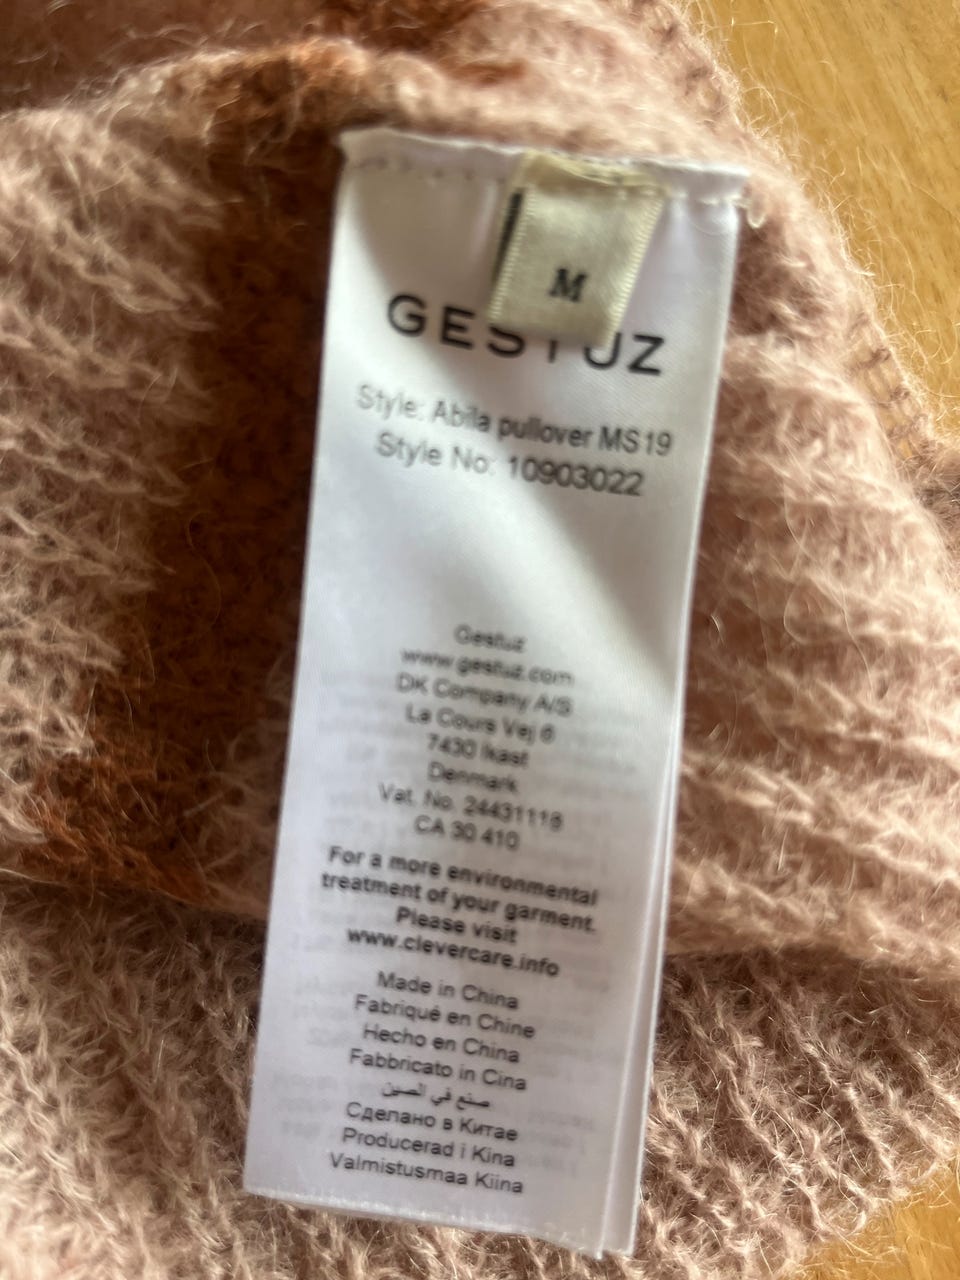 M
GESTUZ
Style: Abila pullover MS19
Style No: 10903022
Gestuz
www.gestuz.com
DK Company A/S
La Cours Vej 6
7430 Ikast
Denmark
Vat. No. 24431118
CA 30 410
For a more environmental
treatment of your garment.
Please visit
www.clevercare.info
Made in China
Fabriqué en Chine
Hecho en China
Fabbricato in Cina
صنع في الصين
Сделано в Китае
Producerad i Kina
Valmistusmaa Kiina